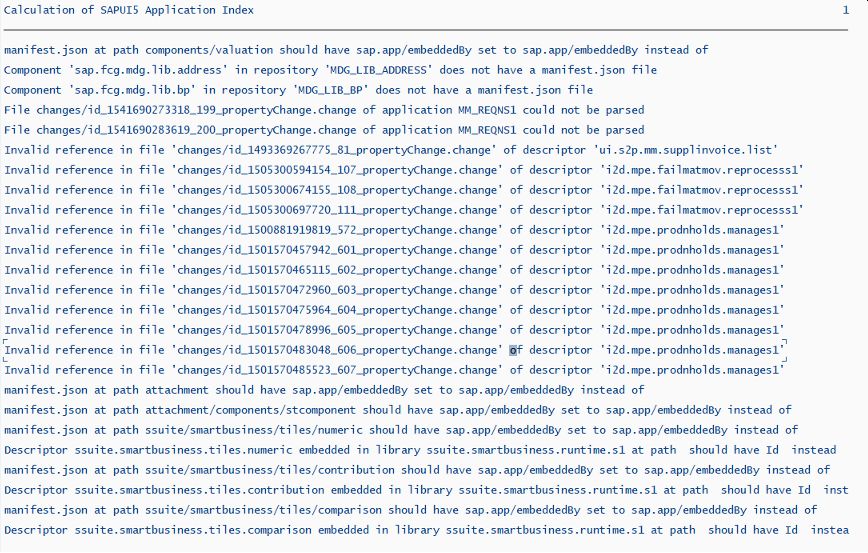 Calculation of SAPUI5 Application Index 1
manifest.json at path components/valuation should have sap.app/embeddedBy set to sap.app/embeddedBy instead of
Component 'sap.fcg.mdg.lib.address' in repository 'MDG_LIB_ADDRESS' does not have a manifest.json file
Component 'sap.fcg.mdg.lib.bp' in repository 'MDG_LIB_BP' does not have a manifest.json file
File changes/id_1541690273318_199_propertyChange.change of application MM_REQNS1 could not be parsed
File changes/id_1541690283619_200_propertyChange.change of application MM_REQNS1 could not be parsed
Invalid reference in file 'changes/id_1493369267775_81_propertyChange.change' of descriptor 'ui.s2p.mm.supplinvoice.list'
Invalid reference in file 'changes/id_1505300594154_107_propertyChange.change' of descriptor 'i2d.mpe.failmatmov.reprocesss1'
Invalid reference in file 'changes/id_1505300674155_108_propertyChange.change' of descriptor 'i2d.mpe.failmatmov.reprocesss1'
Invalid reference in file 'changes/id_1505300697720_111_propertyChange.change' of descriptor 'i2d.mpe.failmatmov.reprocesss1'
Invalid reference in file 'changes/id_1500881919819_572_propertyChange.change' of descriptor 'i2d.mpe.prodnholds.manages1'
Invalid reference in file 'changes/id_1501570457942_601_propertyChange.change' of descriptor 'i2d.mpe.prodnholds.manages1'
Invalid reference in file 'changes/id_1501570465115_602_propertyChange.change' of descriptor 'i2d.mpe.prodnholds.manages1'
Invalid reference in file 'changes/id_1501570472960_603_propertyChange.change' of descriptor 'i2d.mpe.prodnholds.manages1'
Invalid reference in file 'changes/id_1501570475964_604_propertyChange.change' of descriptor 'i2d.mpe.prodnholds.manages1'
Invalid reference in file 'changes/id_1501570478996_605_propertyChange.change' of descriptor 'i2d.mpe.prodnholds.manages1'
Invalid reference in file 'changes/id_1501570483048_606_propertyChange.change' of descriptor 'i2d.mpe.prodnholds.manages1'
Invalid reference in file 'changes/id_1501570485523_607_propertyChange.change' of descriptor 'i2d.mpe.prodnholds.manages1'
manifest.json at path attachment should have sap.app/embeddedBy set to sap.app/embeddedBy instead of
manifest.json at path attachment/components/stcomponent should have sap.app/embeddedBy set to sap.app/embeddedBy instead of
manifest.json at path ssuite/smartbusiness/tiles/numeric should have sap.app/embeddedBy set to sap.app/embeddedBy instead of
Descriptor ssuite.smartbusiness.tiles.numeric embedded in library ssuite.smartbusiness.runtime.s1 at path  should have Id  instead
manifest.json at path ssuite/smartbusiness/tiles/contribution should have sap.app/embeddedBy set to sap.app/embeddedBy instead of
Descriptor ssuite.smartbusiness.tiles.contribution embedded in library ssuite.smartbusiness.runtime.s1 at path  should have Id  inst
manifest.json at path ssuite/smartbusiness/tiles/comparison should have sap.app/embeddedBy set to sap.app/embeddedBy instead of
Descriptor ssuite.smartbusiness.tiles.comparison embedded in library ssuite.smartbusiness.runtime.s1 at path  should have Id  instea